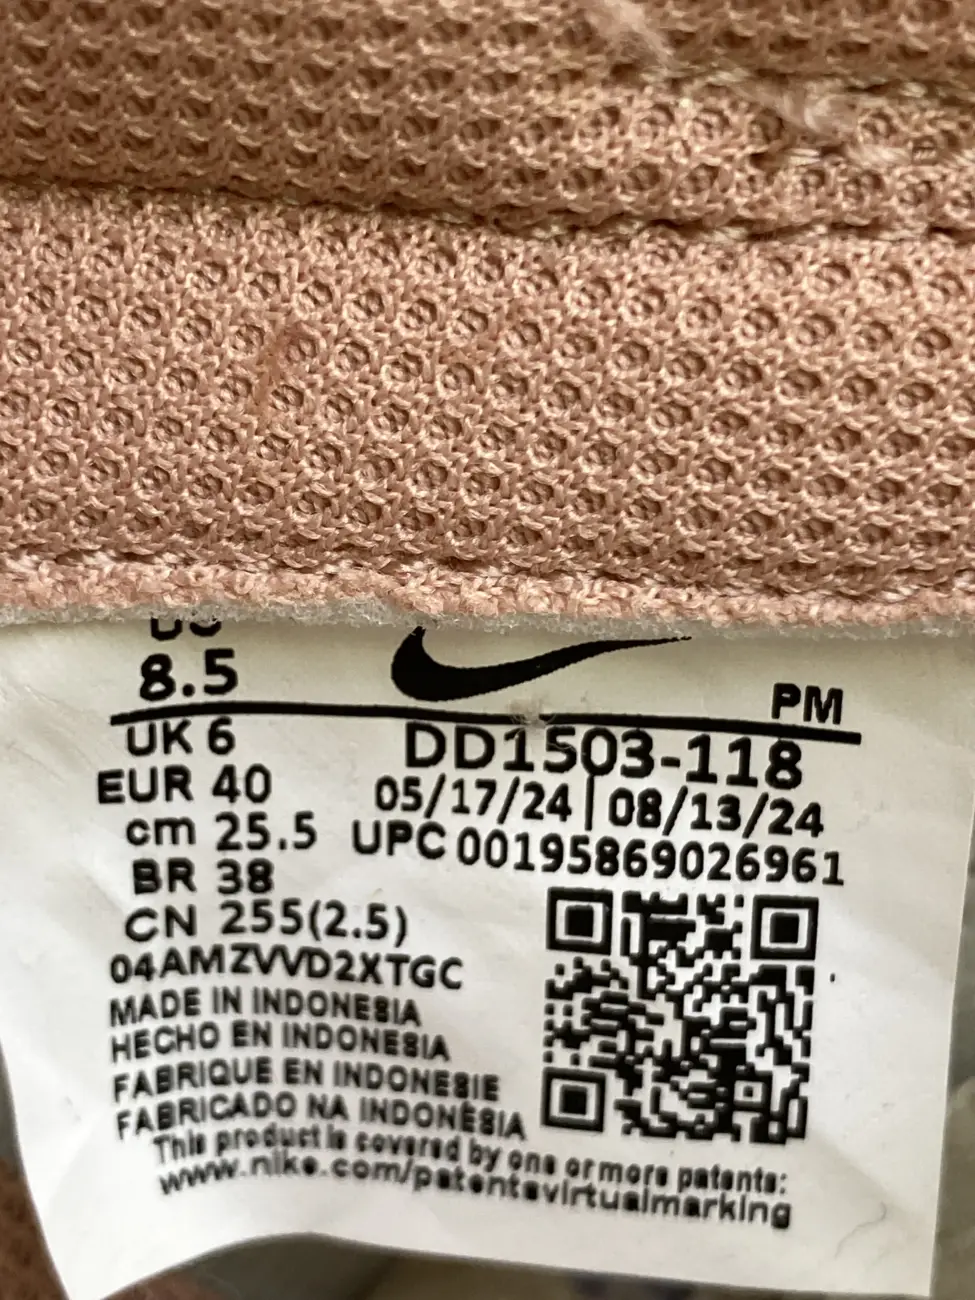 8.5
PM
UK 6
DD1503-118
EUR 40
05/17/24 | 08/13/24
cm 25.5
UPC 00195869026961
BR 38
CN 255(2.5)
04AMZVVD2XTGC
MADE IN INDONESIA
HECHO EN INDONESIA
FABRIQUE EN INDONESIE
FABRICADO NA INDONÉSIA
This product is covered by one or more patents:
www.nike.com/patentsvirtualmarking